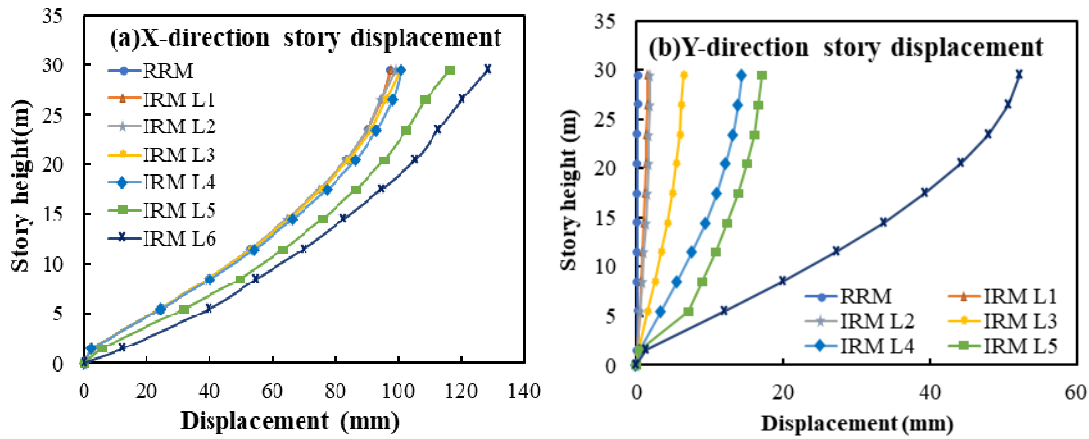 (a)X-direction story displacement
RRM
IRM L1
IRM L2
IRM L3
IRM L4
IRM L5
IRM L6
Story height(m)
35
30
25
20
15
10
5
0
0 20 40 60 80 100 120 140
Displacement (mm)
(b)Y-direction story displacement
Story height (m)
35
30
25
20
15
10
5
0
RRM IRM L1
IRM L2 IRM L3
IRM L4 IRM L5
0 20 40 60
Displacement (mm)